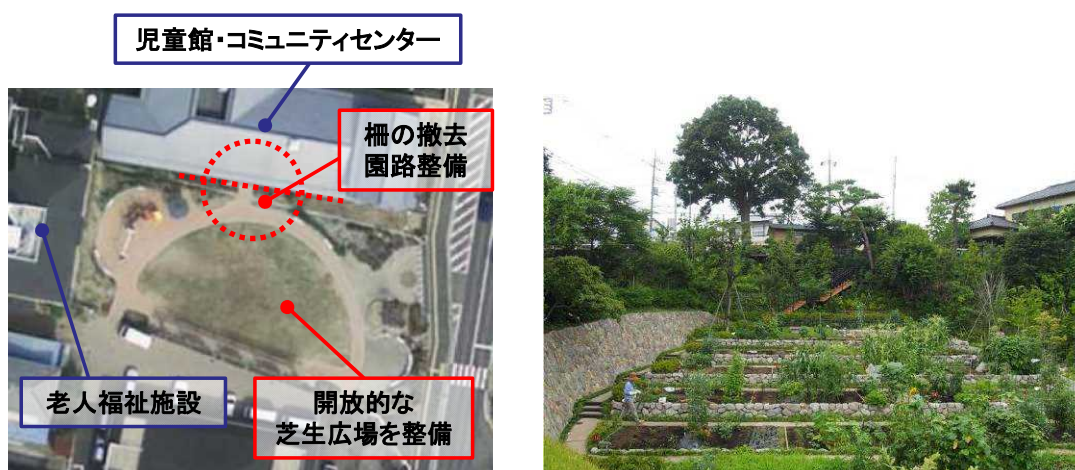 児童館・コミュニティセンター
柵の撤去
園路整備
老人福祉施設
開放的な
芝生広場を整備